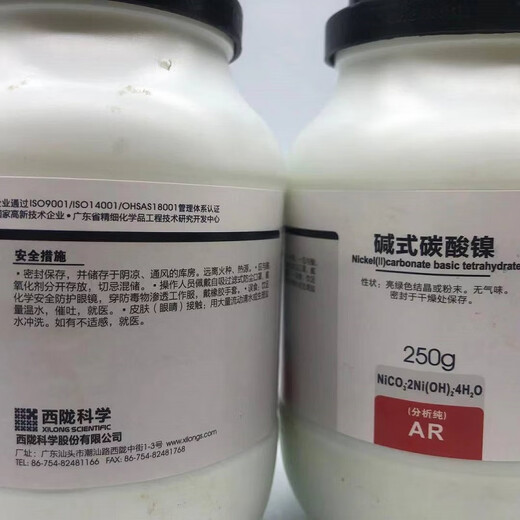 业通过ISO9001/ISO14001/OHSAS18001管理体系认证
国家高新技术企业·广东省精细化学品工程技术研究开发中心
安全措施
·密封保存，并储存于阴凉、通风的库房。远离火种、热源。
氧化剂分开存放，切忌混储。·操作人员佩戴自吸过滤式防尘口罩，戴
化学安全防护眼镜，穿防毒物渗透工作服，戴橡胶手套。·误食，饮足
量温水，催吐，就医。·皮肤（眼睛）接触，用大量流动清水或生理盐
水冲洗。如有不适感，就医。
西陇科学
XILONG SCIENTIFIC
西陇科学股份有限公司
www.xilongs.com
厂址：广东汕头市潮汕路西陇中街1-3号
TEL: 86-754-82481166 FAX: 86-754-82481768
碱式碳酸镍
Nickel(II)carbonate basic tetrahydrate
性状：亮绿色结晶或粉末。无气味。
密封于干燥处保存。
250g
NiCO₂·2Ni(OH)₂·4H₂O
(分析纯)
AR